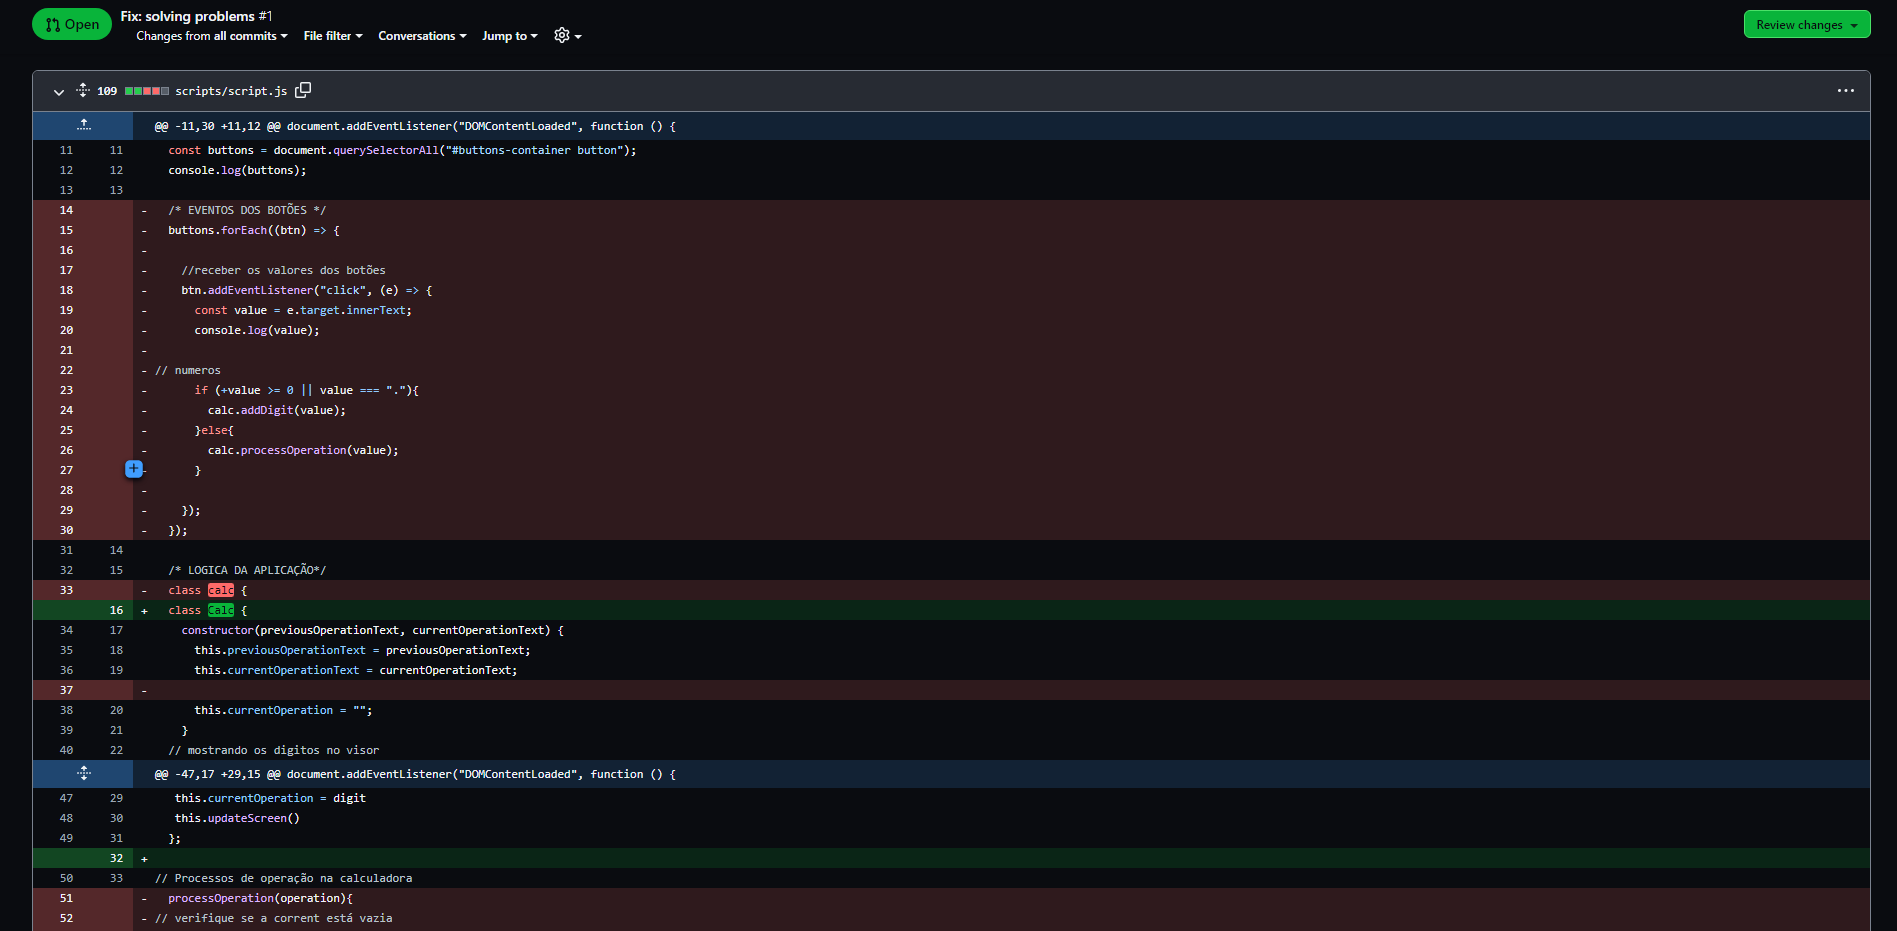 Open
Fix: solving problems #1
Changes from all commits File filter Conversations Jump to
Review changes
109 scripts/script.js
@@ -11,30 +11,12 @@ document.addEventListener("DOMContentLoaded", function () {
11 11 const buttons = document.querySelectorAll("#buttons-container button");
12 12 console.log(buttons);
13 13
14 - /* EVENTOS DOS BOTÕES */
15 - buttons.forEach((btn) => {
16 -
17 - //receber os valores dos botões
18 - btn.addEventListener("click", (e) => {
19 - const value = e.target.innerText;
20 - console.log(value);
21 -
22 - // numeros
23 - if (+value >= 0 || value === "."){
24 - calc.addDigit(value);
25 - }else{
26 - calc.processOperation(value);
27 - }
28 -
29 - });
30 - });
31 14
32 15 /* LOGICA DA APLICAÇÃO*/
33 - class calc {
16 + class Calc {
34 17 constructor(previousOperationText, currentOperationText) {
35 18 this.previousOperationText = previousOperationText;
36 19 this.currentOperationText = currentOperationText;
37 -
38 20 this.currentOperation = "";
39 21 }
40 22 // mostrando os digitos no visor
@@ -47,17 +29,15 @@ document.addEventListener("DOMContentLoaded", function () {
47 29 this.currentOperation = digit
48 30 this.updateScreen()
49 31 };
32 +
50 33 // Processos de operação na calculadora
51 - processOperation(operation){
52 - // verifique se a corrent está vazia